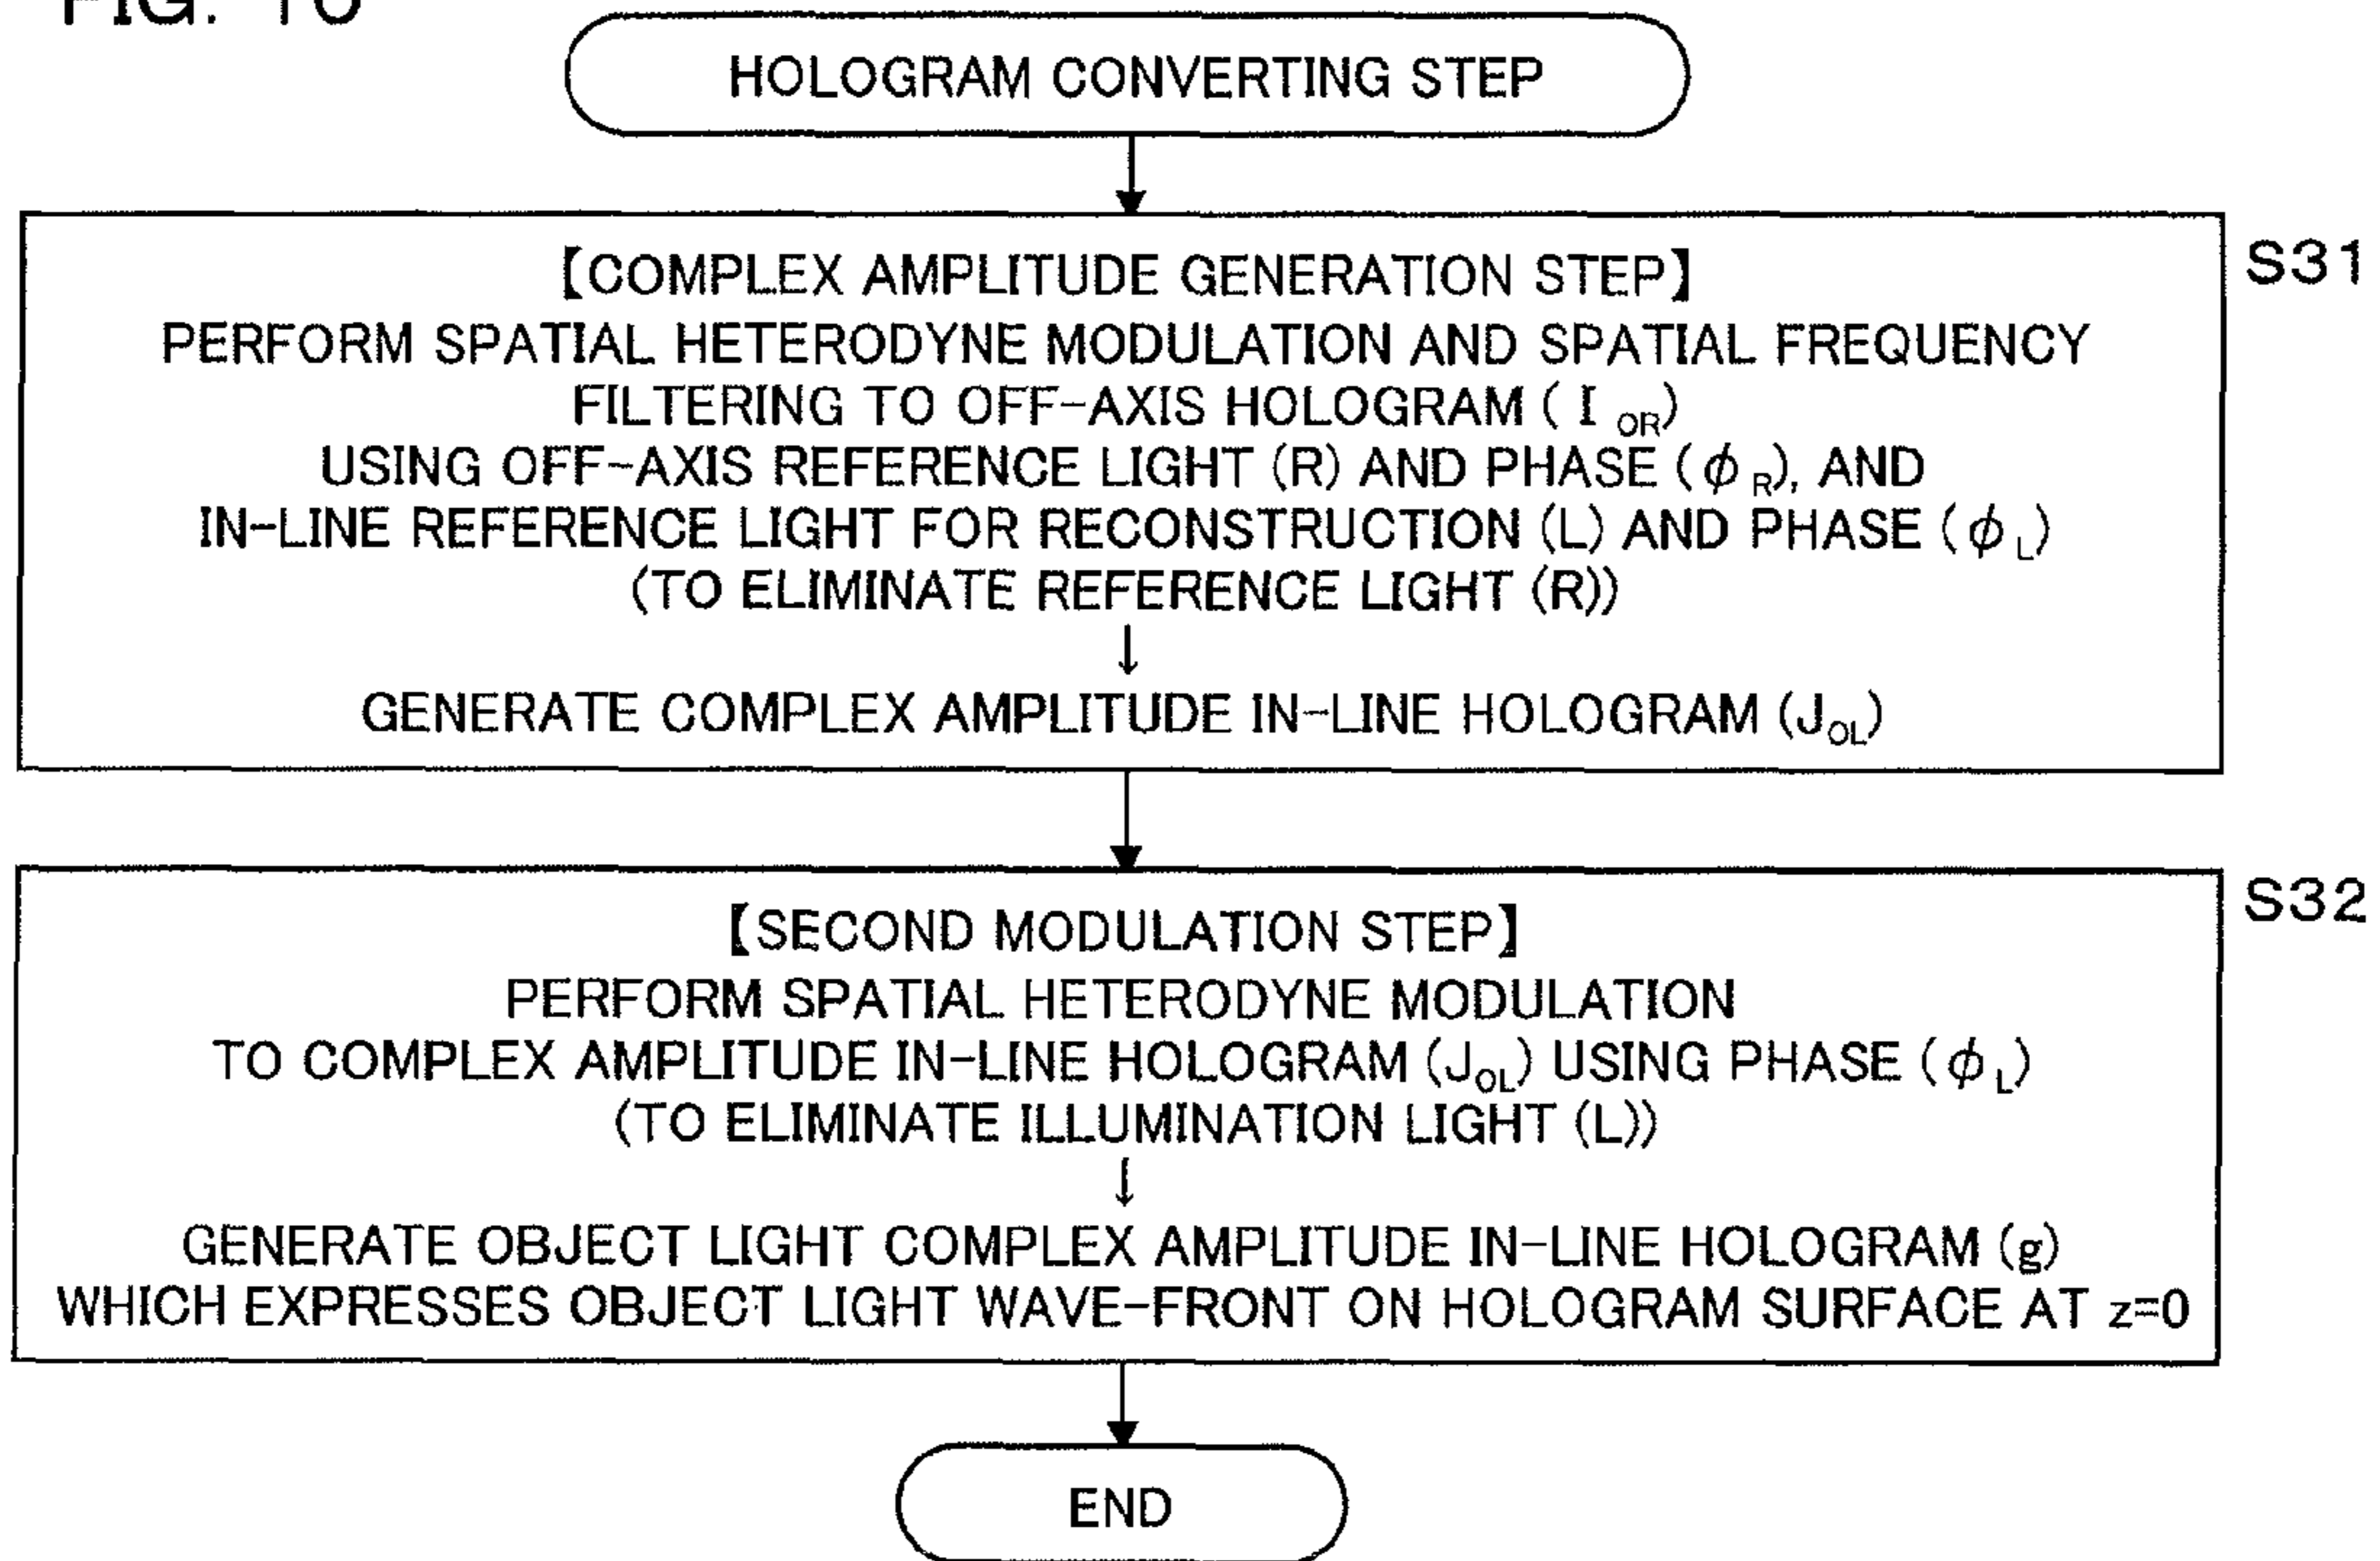 FIG. 10
HOLOGRAM CONVERTING STEP
S31
【COMPLEX AMPLITUDE GENERATION STEP】
PERFORM SPATIAL HETERODYNE MODULATION AND SPATIAL FREQUENCY
FILTERING TO OFF-AXIS HOLOGRAM (I OR)
USING OFF-AXIS REFERENCE LIGHT (R) AND PHASE (ϕ R), AND
IN-LINE REFERENCE LIGHT FOR RECONSTRUCTION (L) AND PHASE (ϕ L)
(TO ELIMINATE REFERENCE LIGHT (R))
↓
GENERATE COMPLEX AMPLITUDE IN-LINE HOLOGRAM (JOL)
S32
【SECOND MODULATION STEP】
PERFORM SPATIAL HETERODYNE MODULATION
TO COMPLEX AMPLITUDE IN-LINE HOLOGRAM (JOL) USING PHASE (ϕ L)
(TO ELIMINATE ILLUMINATION LIGHT (L))
↓
GENERATE OBJECT LIGHT COMPLEX AMPLITUDE IN-LINE HOLOGRAM (g)
WHICH EXPRESSES OBJECT LIGHT WAVE-FRONT ON HOLOGRAM SURFACE AT z=0
END